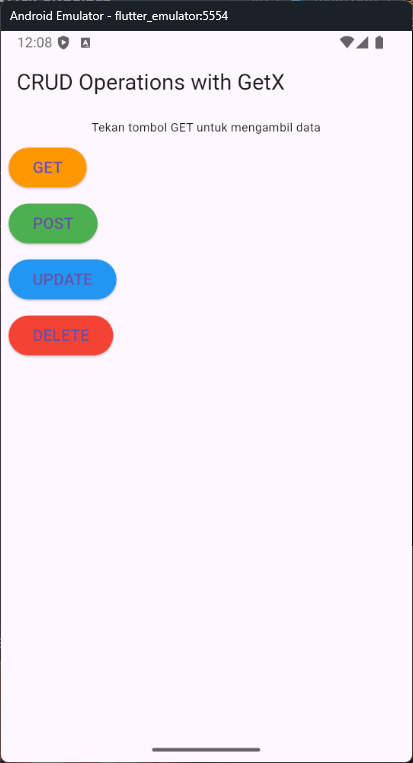 Android Emulator - flutter_emulator:5554
12:08
CRUD Operations with GetX
Tekan tombol GET untuk mengambil data
GET
POST
UPDATE
DELETE